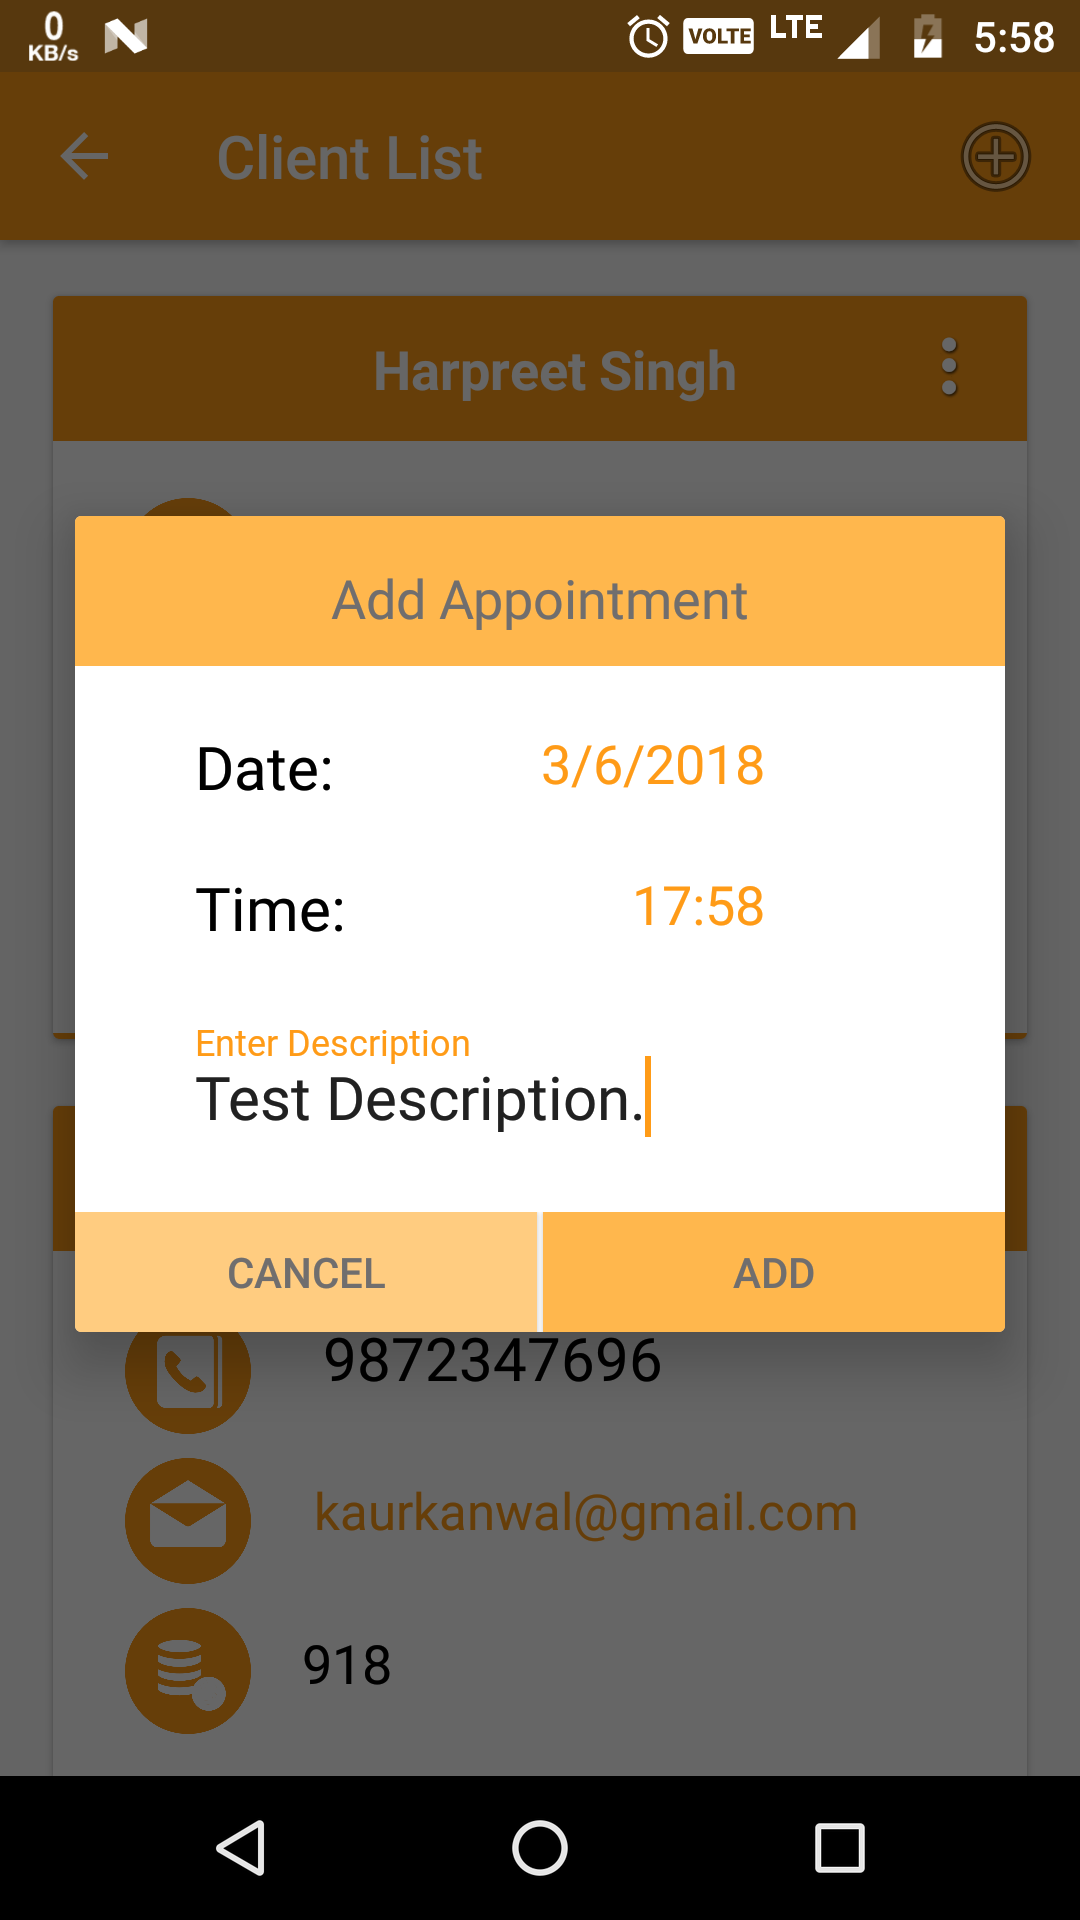 0
KB/s
VOLTE
LTE
5:58
Client List
Harpreet Singh
Add Appointment
Date: 3/6/2018
Time: 17:58
Enter Description
Test Description.
CANCEL ADD
9872347696
kaurkanwal@gmail.com
918